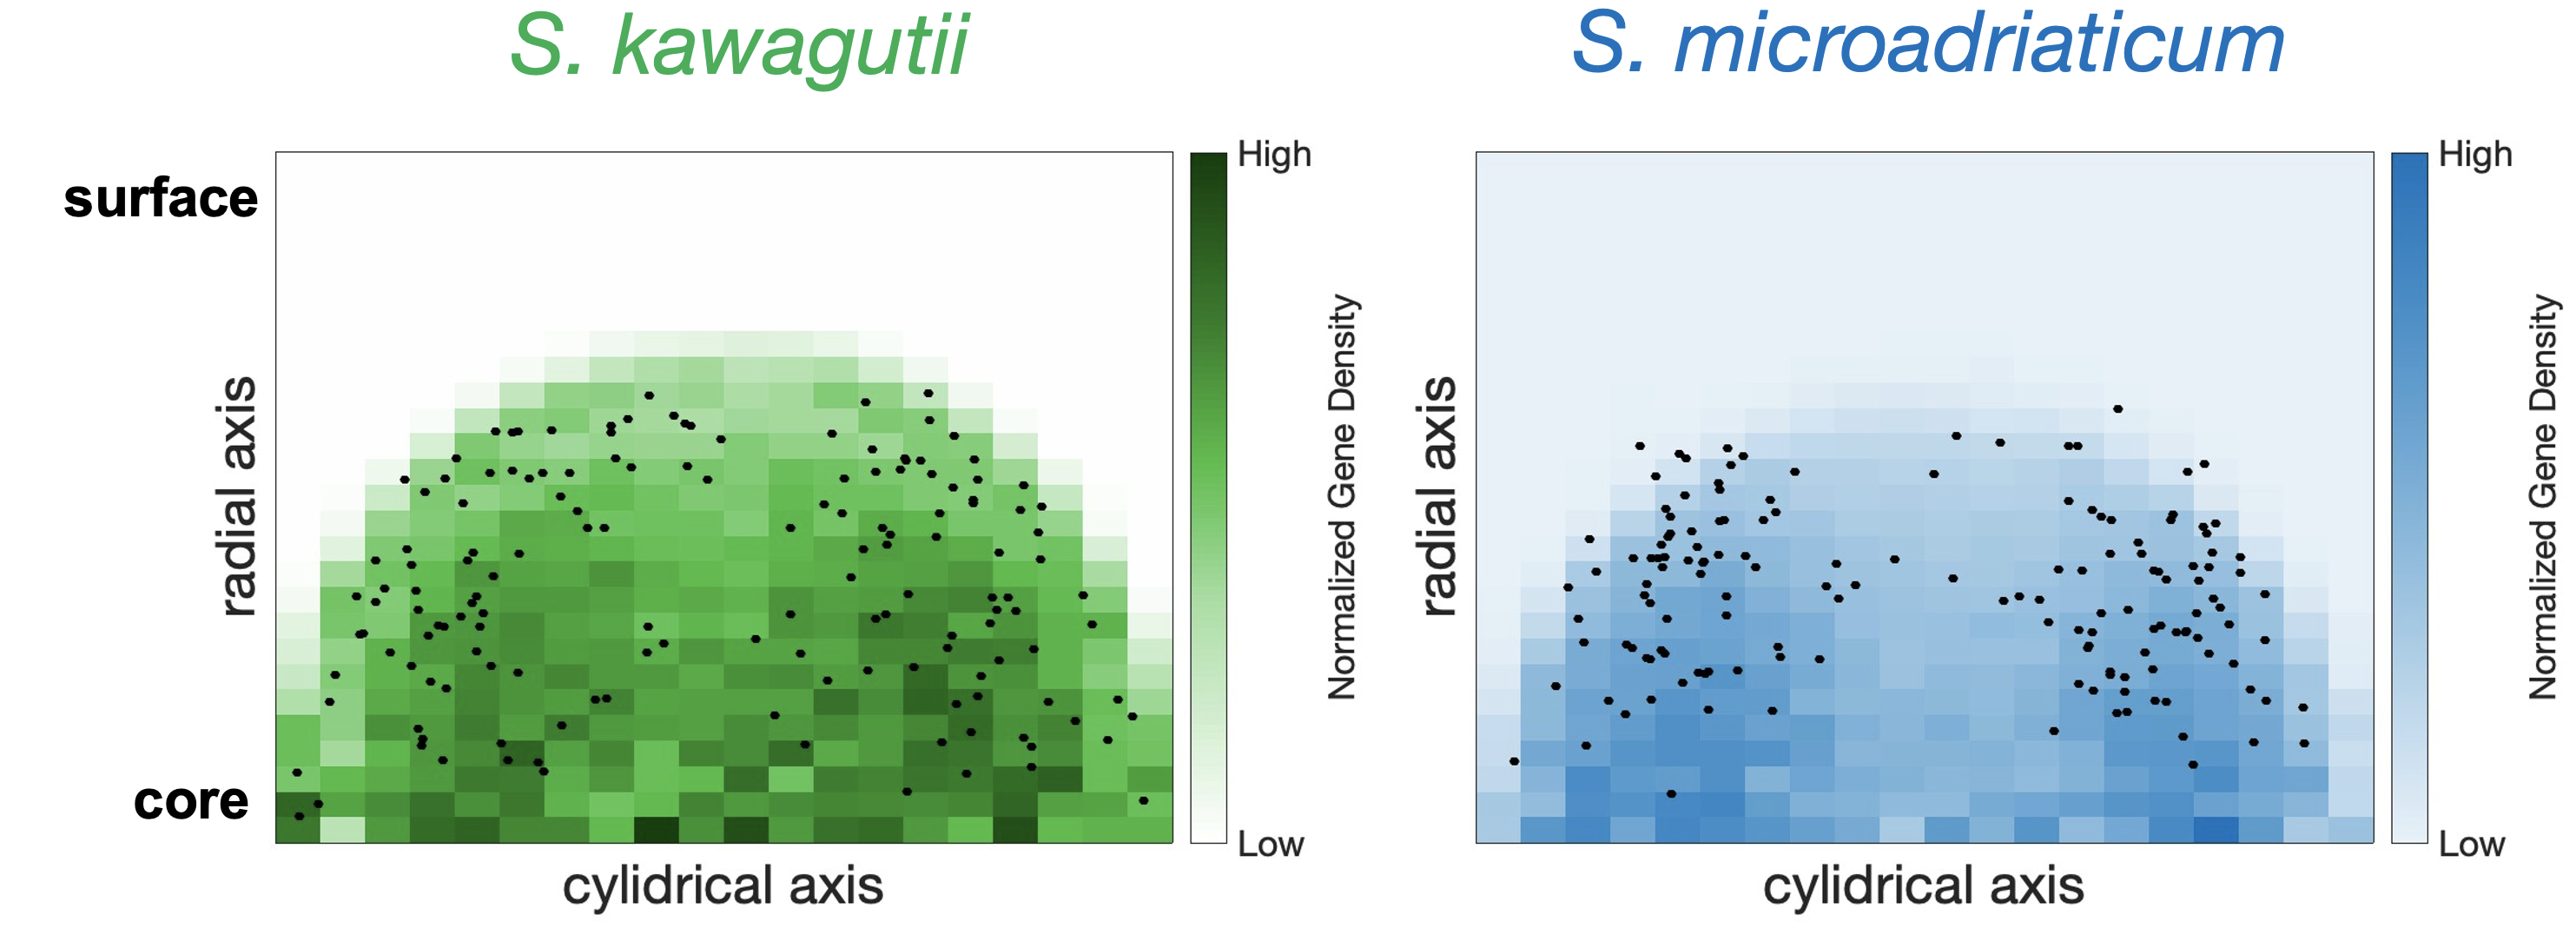 S. kawagutii
surface
core
radial axis
cylidrical axis
High
Low
Normalized Gene Density
S. microadriaticum
radial axis
cylidrical axis
High
Low
Normalized Gene Density